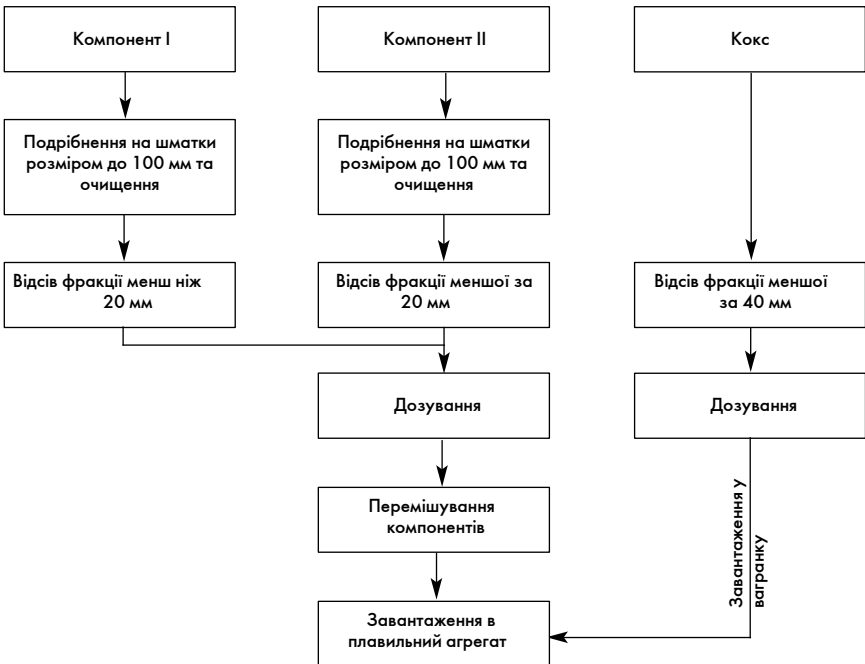 Компонент I
Компонент II
Кокс
Подрібнення на шматки
розміром до 100 мм та
очищення
Подрібнення на шматки
розміром до 100 мм та
очищення
Відсів фракції менш ніж
20 мм
Відсів фракції меншої за
20 мм
Відсів фракції меншої
за 40 мм
Дозування
Дозування
Перемішування
компонентів
Завантаження у
вагранку
Завантаження в
плавильний агрегат